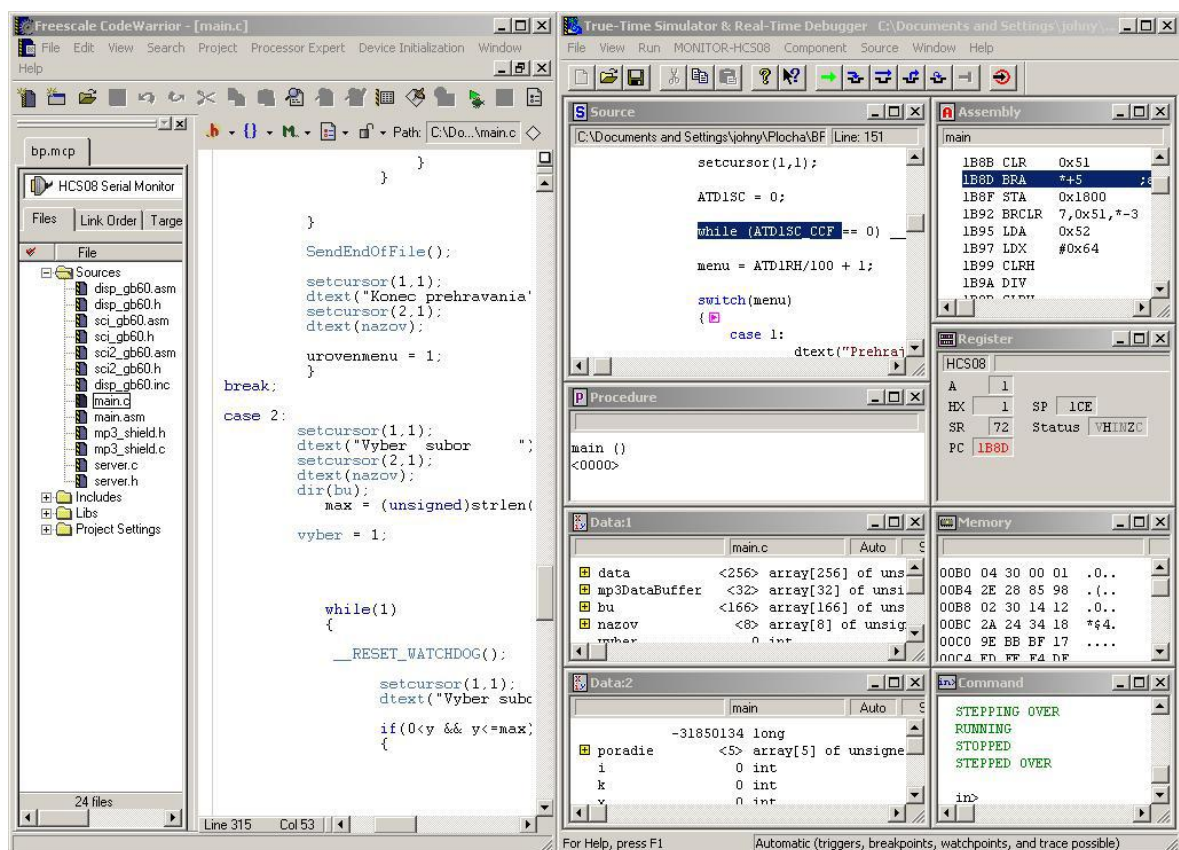 Freescale CodeWarrior - [main.c]
File Edit View Search Project Processor Expert Device Initialization Window
Help
Path: C:\Do...\main.c
bp.mcp
HCS08 Serial Monitor
Files Link Order Targe
File
Sources
disp_gb60.asm
disp_gb60.h
sci_gb60.asm
sci_gb60.h
sci2_gb60.asm
sci2_gb60.h
disp_gb60.inc
main.c
main.asm
mp3_shield.h
mp3_shield.c
server.c
server.h
Includes
Libs
Project Settings
24 files
}
}
}
SendEndOfFile();
setcursor(1,1);
dtext("Konec prehravania"
setcursor(2,1);
dtext(nazov);
urovenmenu = 1;
}
break;
case 2:
setcursor(1,1);
dtext("Vyber subor ");
setcursor(2,1);
dtext(nazov);
dir(bu);
max = (unsigned)strlen(
vyber = 1;
while(1)
{
__RESET_WATCHDOG();
setcursor(1,1);
dtext("Vyber subo
if(0<y && y<=max)
{
Line 315 Col 53
True-Time Simulator & Real-Time Debugger C:\Documents and Settings\johny\...
File View Run MONITOR-HCS08 Component Source Window Help
Source
C:\Documents and Settings\johny\Plocha\BF Line: 151
setcursor(1,1);
ATD1SC = 0;
while (ATD1SC_CCF == 0) __
menu = ATD1RH/100 + 1;
switch(menu)
{
case 1:
dtext("Prehraj
Assembly
main
1B8B CLR 0x51
1B8D BRA *+5 ;a
1B8F STA 0x1800
1B92 BRCLR 7,0x51,*-3
1B95 LDA 0x52
1B97 LDX #0x64
1B99 CLRH
1B9A DIV
1B9B CLRH
Procedure
main ()
<0000>
Register
HCS08
A 1
HX 1 SP 1CE
SR 72 Status VHINZC
PC 1B8D
Data:1
main.c Auto S
data <256> array[256] of uns
mp3DataBuffer <32> array[32] of unsi
bu <166> array[166] of uns
nazov <8> array[8] of unsig
vyber 0 int
Memory
00B0 04 30 00 01 .0..
00B4 2E 28 85 98 .(..
00B8 02 30 14 12 .0..
00BC 2A 24 34 18 *$4.
00C0 9E BB BF 17 ....
00C4 FD FF F4 DF
Data:2
main Auto S
-31850134 long
poradie <5> array[5] of unsigne
i 0 int
k 0 int
y 0 int
Command
STEPPING OVER
RUNNING
STOPPED
STEPPED OVER
in>
For Help, press F1 Automatic (triggers, breakpoints, watchpoints, and trace possible)